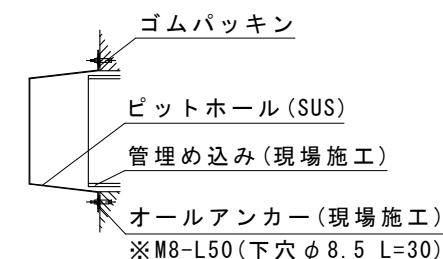 ゴムパッキン
ピットホール(SUS)
管埋め込み(現場施工)
オールアンカー(現場施工)
※M8-L50(下穴φ8.5 L=30)